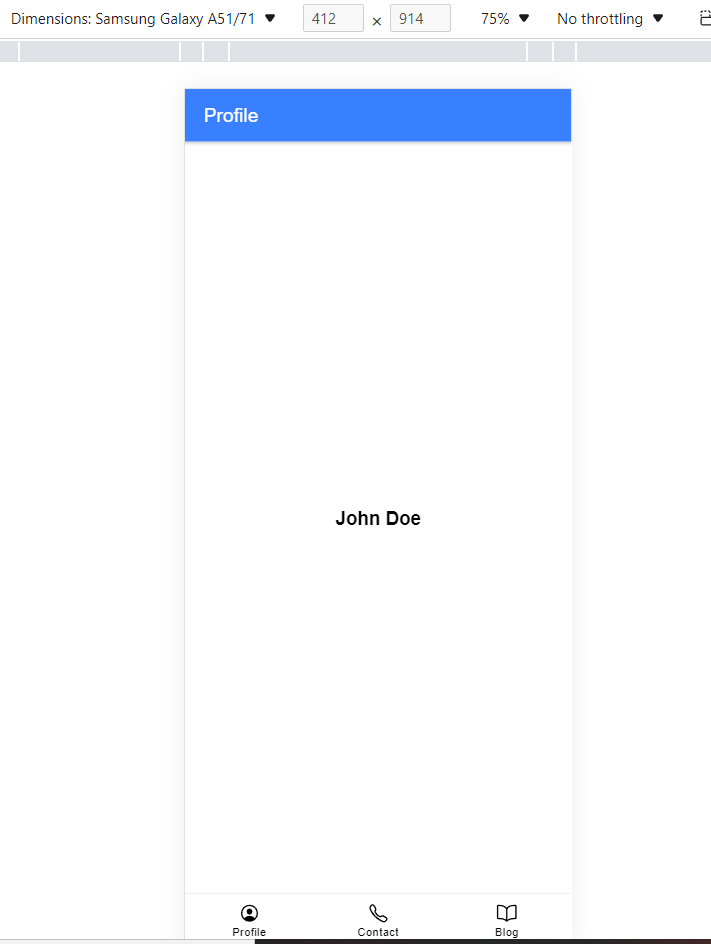 Dimensions: Samsung Galaxy A51/71 412 × 914 75% No throttling
Profile
John Doe
Profile Contact Blog